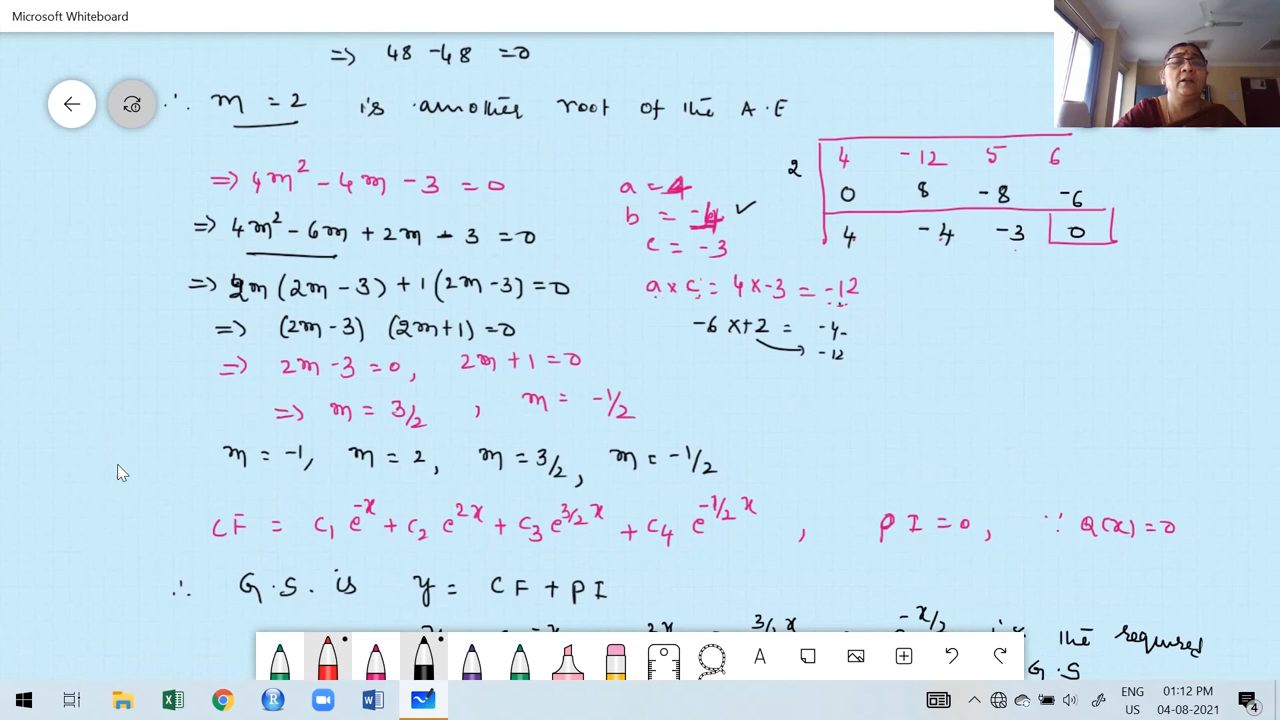 Microsoft Whiteboard
=> 48 -48 =0
∴ m = 2 is another root of the A.E
=> 4m² - 4m - 3 = 0
=> 4m² - 6m + 2m - 3 = 0
=> 2m (2m - 3) + 1 (2m - 3) = 0
=> (2m - 3) (2m + 1) = 0
=> 2m - 3 = 0, 2m + 1 = 0
=> m = 3/2 , m = -1/2
a = 4
b = -4 ✓
c = -3
a x c = 4 x -3 = -12
-6 x +2 = -4
-12
2 4 -12 5 6
0 8 -8 -6
4 -4 -3 0
m = -1, m = 2, m = 3/2, m = -1/2
CF = c₁ e^-x + c₂ e^2x + c₃ e^3/2 x + c₄ e^-1/2 x , PI = 0, ∵ Q(x) = 0
∴ G.S. is y = CF + PI
-x 2x 3/2 x -x/2 is the required
G.S
ENG 01:12 PM
US 04-08-2021 4